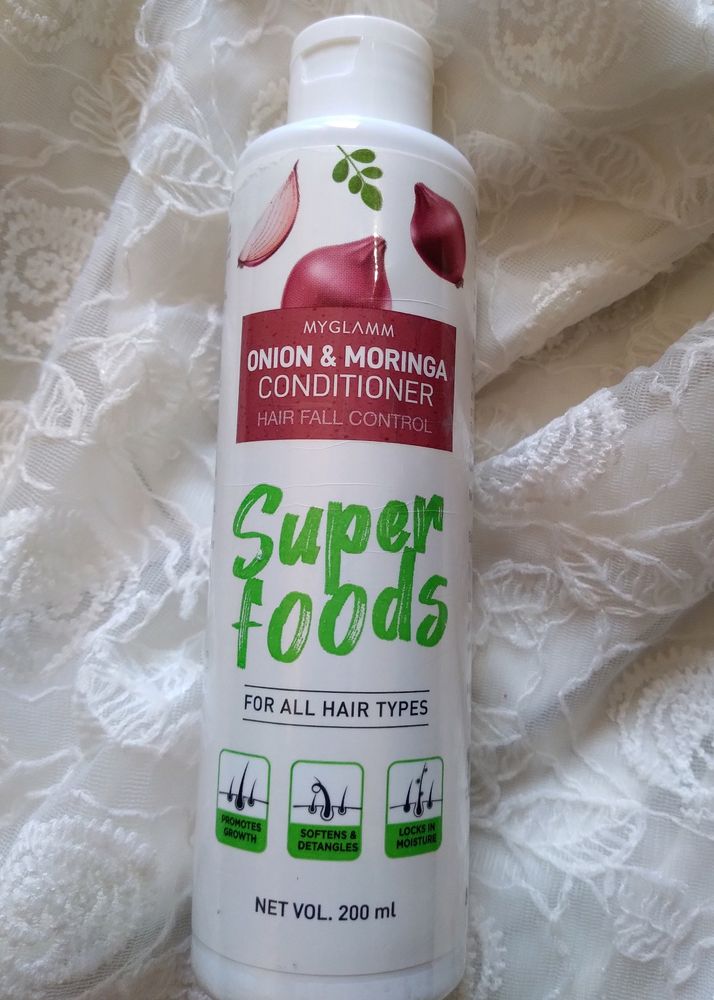 MYGLAMM
ONION & MORINGA
CONDITIONER
HAIR FALL CONTROL
Super
foods
FOR ALL HAIR TYPES
PROMOTES
GROWTH
SOFTENS &
DETANGLES
LOCKS IN
MOISTURE
NET VOL. 200 ml